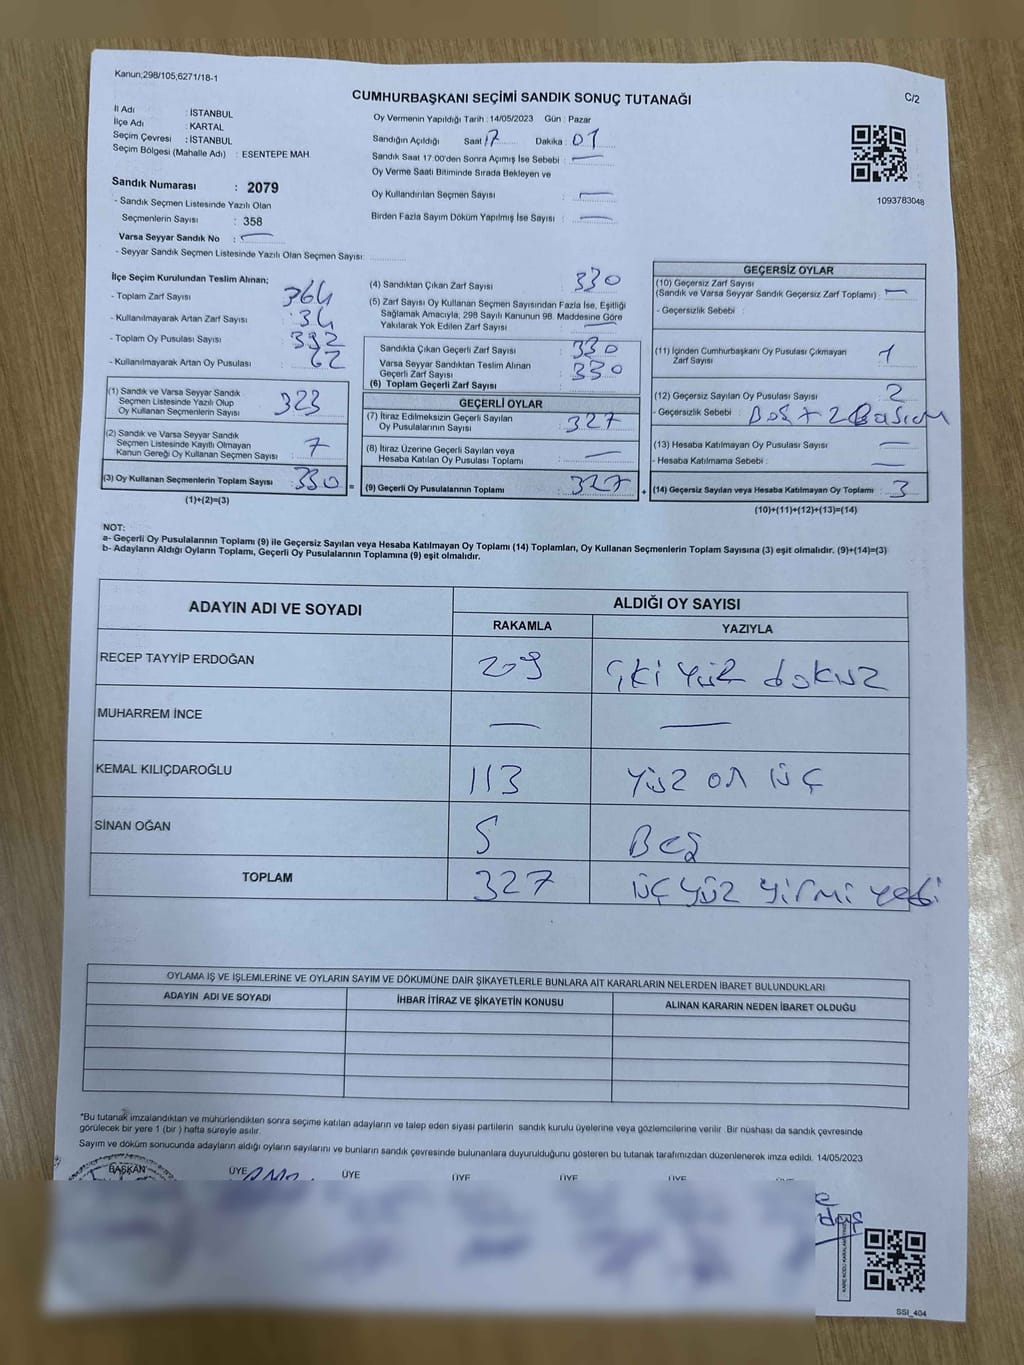 Kanun;298/105,6271/18-1
CUMHURBAŞKANI SEÇİMİ SANDIK SONUÇ TUTANAĞI
C/2
İl Adı : İSTANBUL
İlçe Adı : KARTAL
Seçim Çevresi : İSTANBUL
Seçim Bölgesi (Mahalle Adı) : ESENTEPE MAH.
Sandık Numarası : 2079
- Sandık Seçmen Listesinde Yazılı Olan
Seçmenlerin Sayısı : 358
Varsa Seyyar Sandık No : —
- Seyyar Sandık Seçmen Listesinde Yazılı Olan Seçmen Sayısı:
Oy Vermenin Yapıldığı Tarih : 14/05/2023 Gün : Pazar
Sandığın Açıldığı Saat 17 Dakika : 01
Sandık Saat 17.00'den Sonra Açımış İse Sebebi : —
Oy Verme Saati Bitiminde Sırada Bekleyen ve
Oy Kullandırılan Seçmen Sayısı : —
Birden Fazla Sayım Döküm Yapılmış İse Sayısı : —
1093783048
İlçe Seçim Kurulundan Teslim Alınan;
- Toplam Zarf Sayısı : 364
- Kullanılmayarak Artan Zarf Sayısı : 34
- Toplam Oy Pusulası Sayısı : 392
- Kullanılmayarak Artan Oy Pusulası : 62
(1) Sandık ve Varsa Seyyar Sandık
Seçmen Listesinde Yazılı Olup
Oy Kullanan Seçmenlerin Sayısı : 323
(2) Sandık ve Varsa Seyyar Sandık
Seçmen Listesinde Kayıtlı Olmayan
Kanun Gereği Oy Kullanan Seçmen Sayısı : 7
(3) Oy Kullanan Seçmenlerin Toplam Sayısı : 330 =
(1)+(2)=(3)
(4) Sandıktan Çıkan Zarf Sayısı : 330
(5) Zarf Sayısı Oy Kullanan Seçmen Sayısından Fazla İse, Eşitliği
Sağlamak Amacıyla, 298 Sayılı Kanunun 98. Maddesine Göre
Yakılarak Yok Edilen Zarf Sayısı : —
Sandıkta Çıkan Geçerli Zarf Sayısı : 330
Varsa Seyyar Sandıktan Teslim Alınan
Geçerli Zarf Sayısı
(6) Toplam Geçerli Zarf Sayısı : 330
GEÇERLİ OYLAR
(7) İtiraz Edilmeksizin Geçerli Sayılan
Oy Pusulalarının Sayısı : 327
(8) İtiraz Üzerine Geçerli Sayılan veya
Hesaba Katılan Oy Pusulası Toplamı : —
(9) Geçerli Oy Pusulalarının Toplamı : 327 +
GEÇERSİZ OYLAR
(10) Geçersiz Zarf Sayısı
(Sandık ve Varsa Seyyar Sandık Geçersiz Zarf Toplamı) : —
- Geçersizlik Sebebi :
(11) İçinden Cumhurbaşkanı Oy Pusulası Çıkmayan
Zarf Sayısı : 1
(12) Geçersiz Sayılan Oy Pusulası Sayısı : 2
- Geçersizlik Sebebi : Boş + 2 Basım
(13) Hesaba Katılmayan Oy Pusulası Sayısı : —
- Hesaba Katılmama Sebebi : —
(14) Geçersiz Sayılan veya Hesaba Katılmayan Oy Toplamı : 3
(10)+(11)+(12)+(13)=(14)
NOT:
a- Geçerli Oy Pusulalarının Toplamı (9) ile Geçersiz Sayılan veya Hesaba Katılmayan Oy Toplamı (14) Toplamları, Oy Kullanan Seçmenlerin Toplam Sayısına (3) eşit olmalıdır. (9)+(14)=(3)
b- Adayların Aldığı Oyların Toplamı, Geçerli Oy Pusulalarının Toplamına (9) eşit olmalıdır.
ADAYIN ADI VE SOYADI ALDIĞI OY SAYISI
RAKAMLA YAZIYLA
RECEP TAYYİP ERDOĞAN 209 iki yüz dokuz
MUHARREM İNCE — —
KEMAL KILIÇDAROĞLU 113 yüz on üç
SİNAN OĞAN 5 Beş
TOPLAM 327 üç yüz yirmi yedi
OYLAMA İŞ VE İŞLEMLERİNE VE OYLARIN SAYIM VE DÖKÜMÜNE DAİR ŞİKAYETLERLE BUNLARA AİT KARARLARIN NELERDEN İBARET BULUNDUKLARI
ADAYIN ADI VE SOYADI İHBAR İTİRAZ VE ŞİKAYETİN KONUSU ALINAN KARARIN NEDEN İBARET OLDUĞU
*Bu tutanak imzalandıktan ve mühürlendikten sonra seçime katılan adayların ve talep eden siyasi partilerin sandık kurulu üyelerine veya gözlemcilerine verilir. Bir nüshası da sandık çevresinde
görülecek bir yere 1 (bir ) hafta süreyle asılır.
Sayım ve döküm sonucunda adayların aldığı oyların sayılarını ve bunların sandık çevresinde bulunanlara duyurulduğunu gösteren bu tutanak tarafımızdan düzenlenerek imza edildi. 14/05/2023
BAŞKAN ÜYE ÜYE ÜYE ÜYE ÜYE
SSI_404